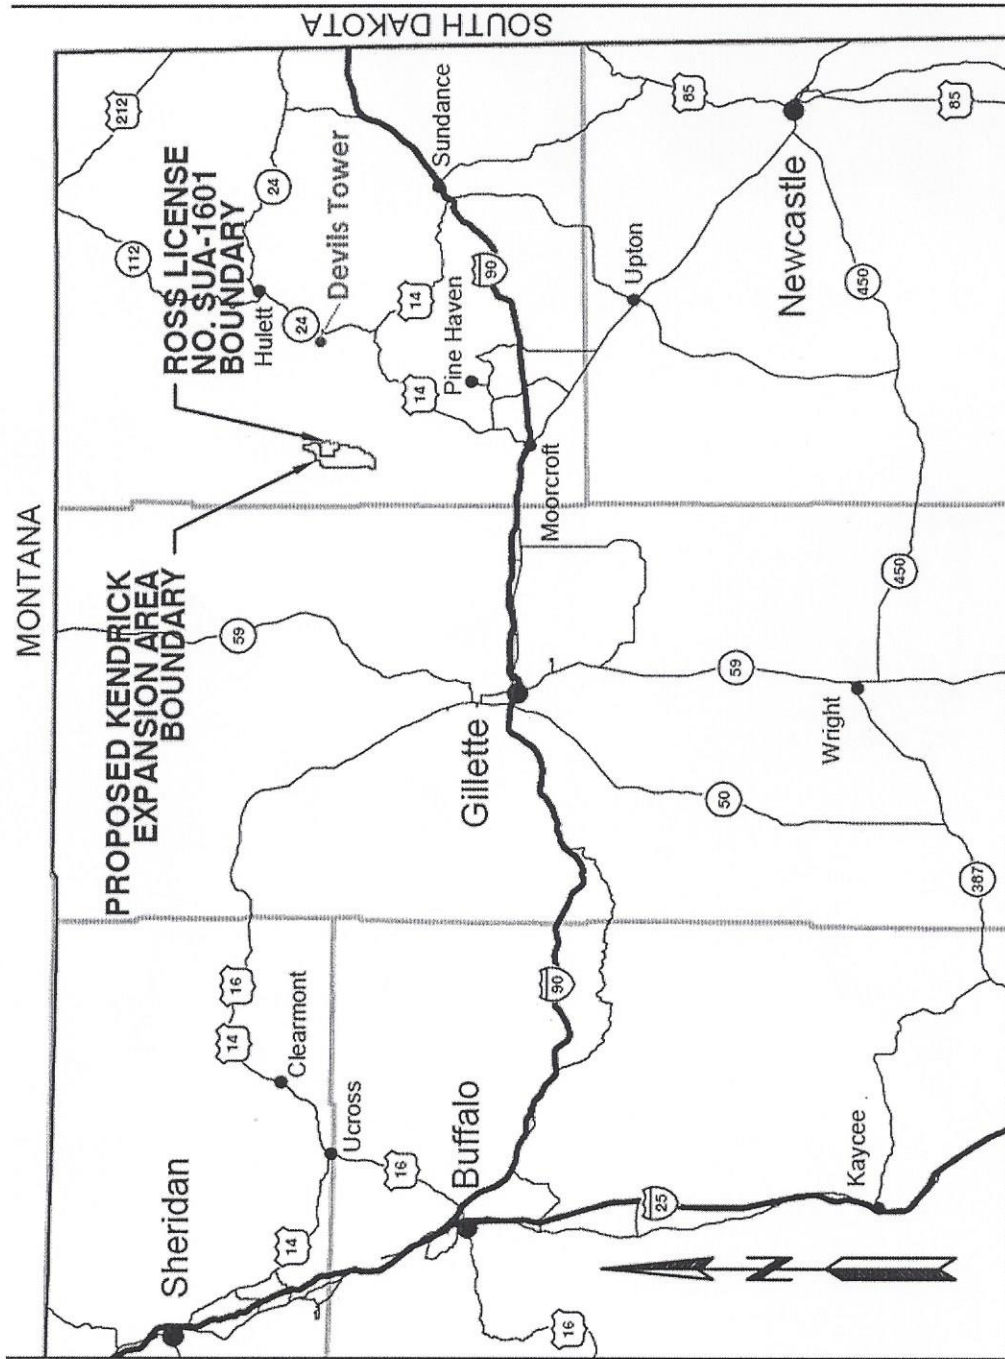 MONTANA
SOUTH DAKOTA
PROPOSED KENDRICK
EXPANSION AREA
BOUNDARY
ROSS LICENSE
NO. SUA-1601
BOUNDARY
Sheridan
14
Ucross
Clearmont
14
16
16
Buffalo
16
25
Kaycee
90
Gillette
59
50
59
Wright
387
450
Moorcroft
Pine Haven
14
14
Devils Tower
24
Hulett
24
112
212
Sundance
90
Upton
Newcastle
450
85
85
N